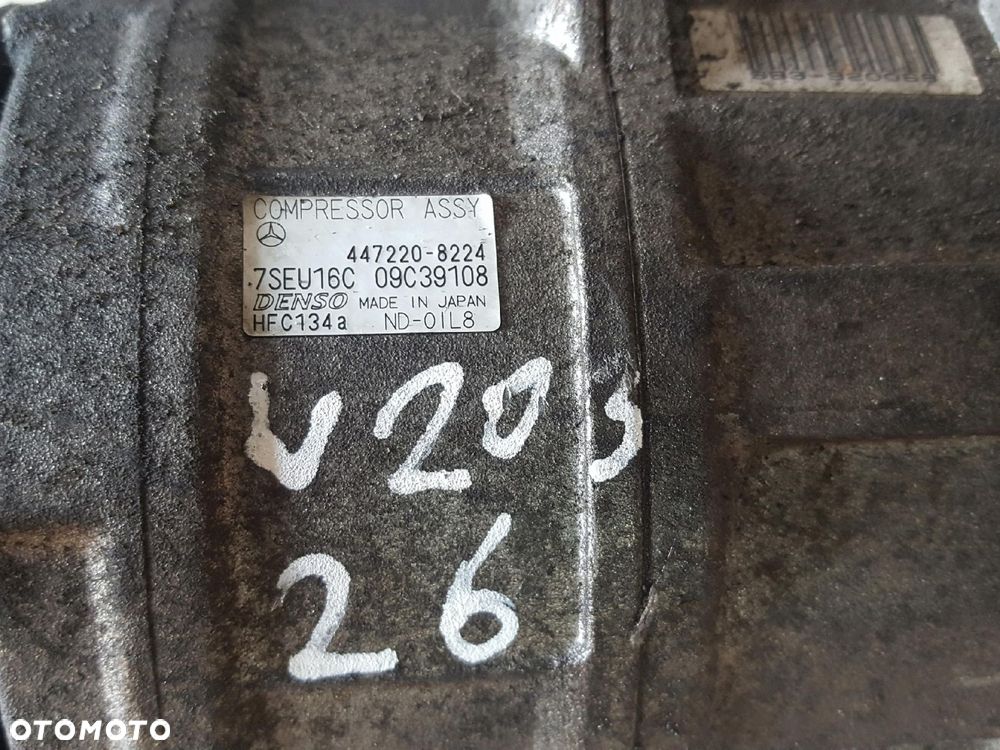 COMPRESSOR ASSY
447220-8224
7SEU16C 09C39108
DENSO MADE IN JAPAN
HFC134a ND-OIL8
V203
26
OTOMOTO